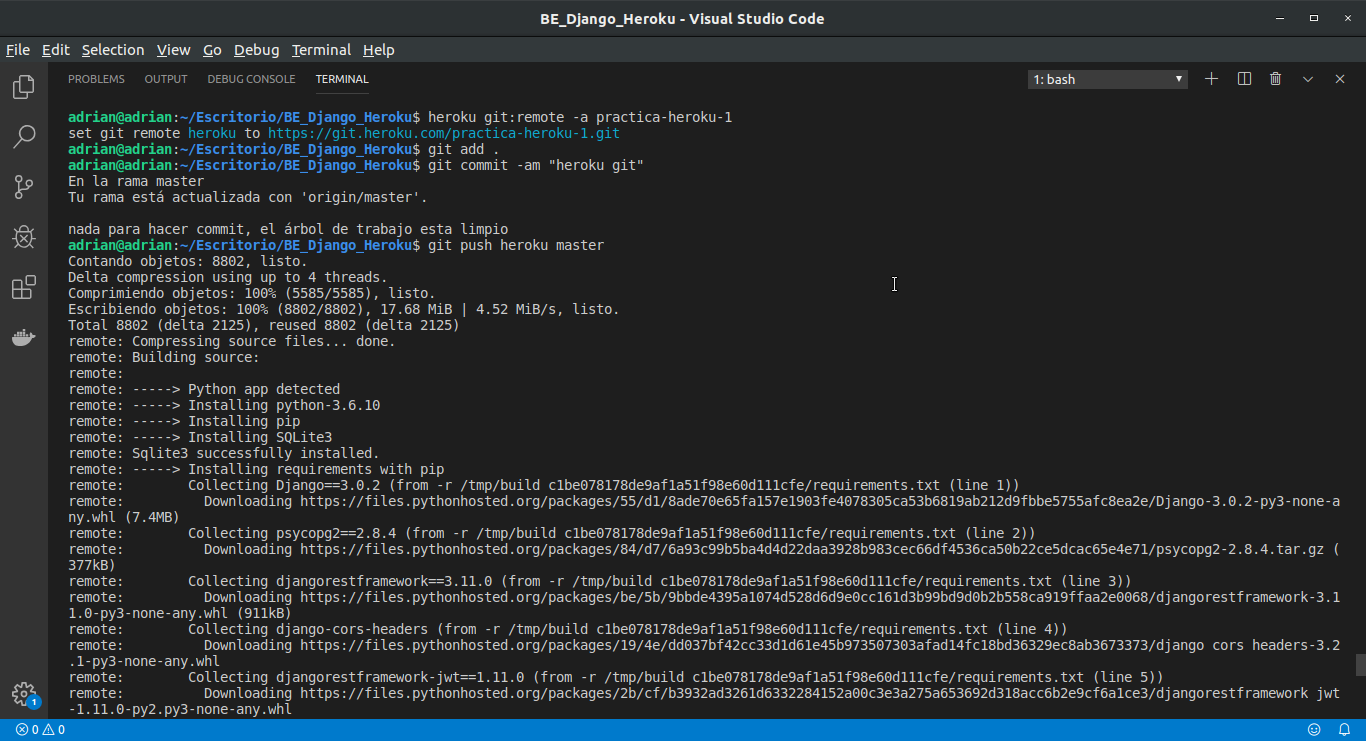 BE_Django_Heroku - Visual Studio Code
File Edit Selection View Go Debug Terminal Help
PROBLEMS OUTPUT DEBUG CONSOLE TERMINAL
1: bash
adrian@adrian:~/Escritorio/BE_Django_Heroku$ heroku git:remote -a practica-heroku-1
set git remote heroku to https://git.heroku.com/practica-heroku-1.git
adrian@adrian:~/Escritorio/BE_Django_Heroku$ git add .
adrian@adrian:~/Escritorio/BE_Django_Heroku$ git commit -am "heroku git"
En la rama master
Tu rama está actualizada con 'origin/master'.
nada para hacer commit, el árbol de trabajo esta limpio
adrian@adrian:~/Escritorio/BE_Django_Heroku$ git push heroku master
Contando objetos: 8802, listo.
Delta compression using up to 4 threads.
Comprimiendo objetos: 100% (5585/5585), listo.
Escribiendo objetos: 100% (8802/8802), 17.68 MiB | 4.52 MiB/s, listo.
Total 8802 (delta 2125), reused 8802 (delta 2125)
remote: Compressing source files... done.
remote: Building source:
remote:
remote: -----> Python app detected
remote: -----> Installing python-3.6.10
remote: -----> Installing pip
remote: -----> Installing SQLite3
remote: Sqlite3 successfully installed.
remote: -----> Installing requirements with pip
remote:        Collecting Django==3.0.2 (from -r /tmp/build c1be078178de9af1a51f98e60d111cfe/requirements.txt (line 1))
remote:          Downloading https://files.pythonhosted.org/packages/55/d1/8ade70e65fa157e1903fe4078305ca53b6819ab212d9fbbe5755afc8ea2e/Django-3.0.2-py3-none-a
ny.whl (7.4MB)
remote:        Collecting psycopg2==2.8.4 (from -r /tmp/build c1be078178de9af1a51f98e60d111cfe/requirements.txt (line 2))
remote:          Downloading https://files.pythonhosted.org/packages/84/d7/6a93c99b5ba4d4d22daa3928b983cec66df4536ca50b22ce5dcac65e4e71/psycopg2-2.8.4.tar.gz (
377kB)
remote:        Collecting djangorestframework==3.11.0 (from -r /tmp/build c1be078178de9af1a51f98e60d111cfe/requirements.txt (line 3))
remote:          Downloading https://files.pythonhosted.org/packages/be/5b/9bbde4395a1074d528d6d9e0cc161d3b99bd9d0b2b558ca919ffaa2e0068/djangorestframework-3.1
1.0-py3-none-any.whl (911kB)
remote:        Collecting django-cors-headers (from -r /tmp/build c1be078178de9af1a51f98e60d111cfe/requirements.txt (line 4))
remote:          Downloading https://files.pythonhosted.org/packages/19/4e/dd037bf42cc33d1d61e45b973507303afad14fc18bd36329ec8ab3673373/django cors headers-3.2
.1-py3-none-any.whl
remote:        Collecting djangorestframework-jwt==1.11.0 (from -r /tmp/build c1be078178de9af1a51f98e60d111cfe/requirements.txt (line 5))
remote:          Downloading https://files.pythonhosted.org/packages/2b/cf/b3932ad3261d6332284152a00c3e3a275a653692d318acc6b2e9cf6a1ce3/djangorestframework jwt
-1.11.0-py2.py3-none-any.whl
1
0 0